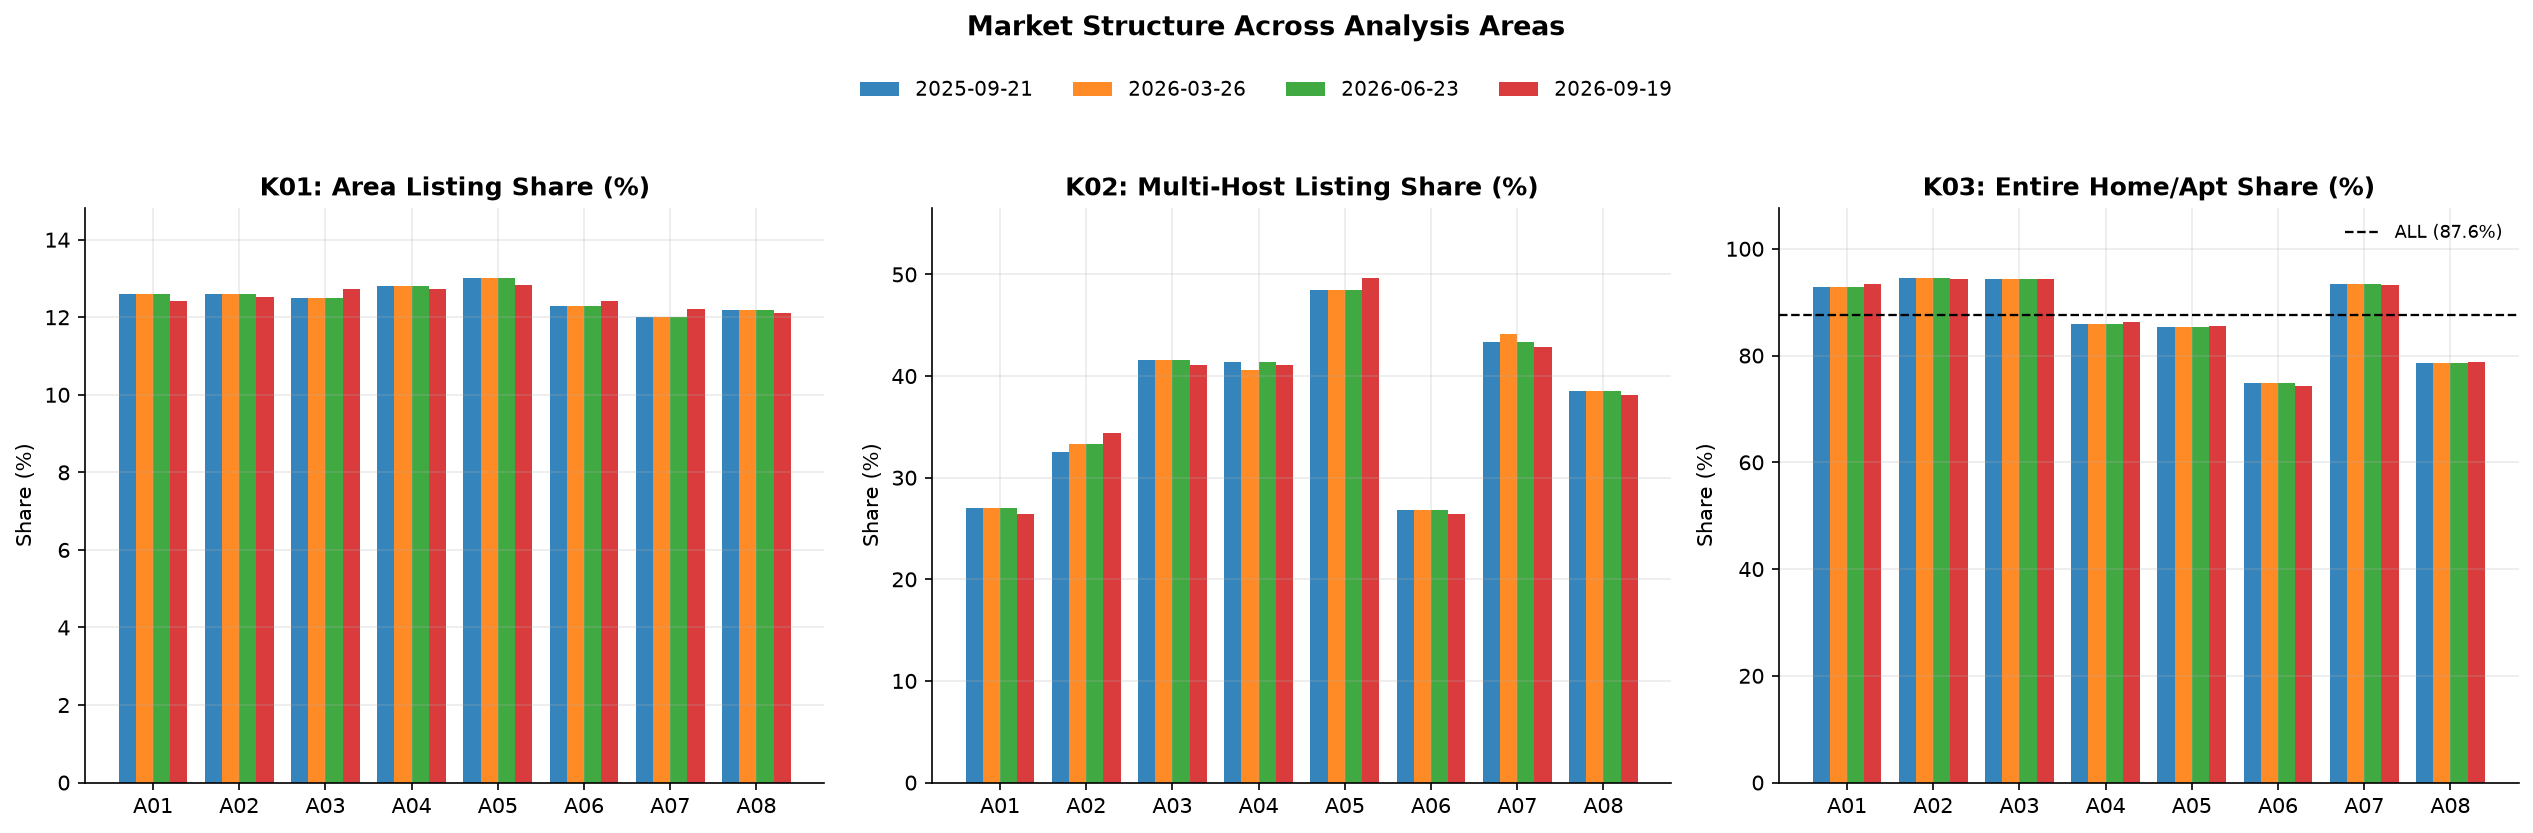 Market Structure Across Analysis Areas
2025-09-21 2026-03-26 2026-06-23 2026-09-19
K01: Area Listing Share (%)
Share (%)
14
12
10
8
6
4
2
0
A01 A02 A03 A04 A05 A06 A07 A08
K02: Multi-Host Listing Share (%)
Share (%)
50
40
30
20
10
0
A01 A02 A03 A04 A05 A06 A07 A08
K03: Entire Home/Apt Share (%)
ALL (87.6%)
Share (%)
100
80
60
40
20
0
A01 A02 A03 A04 A05 A06 A07 A08